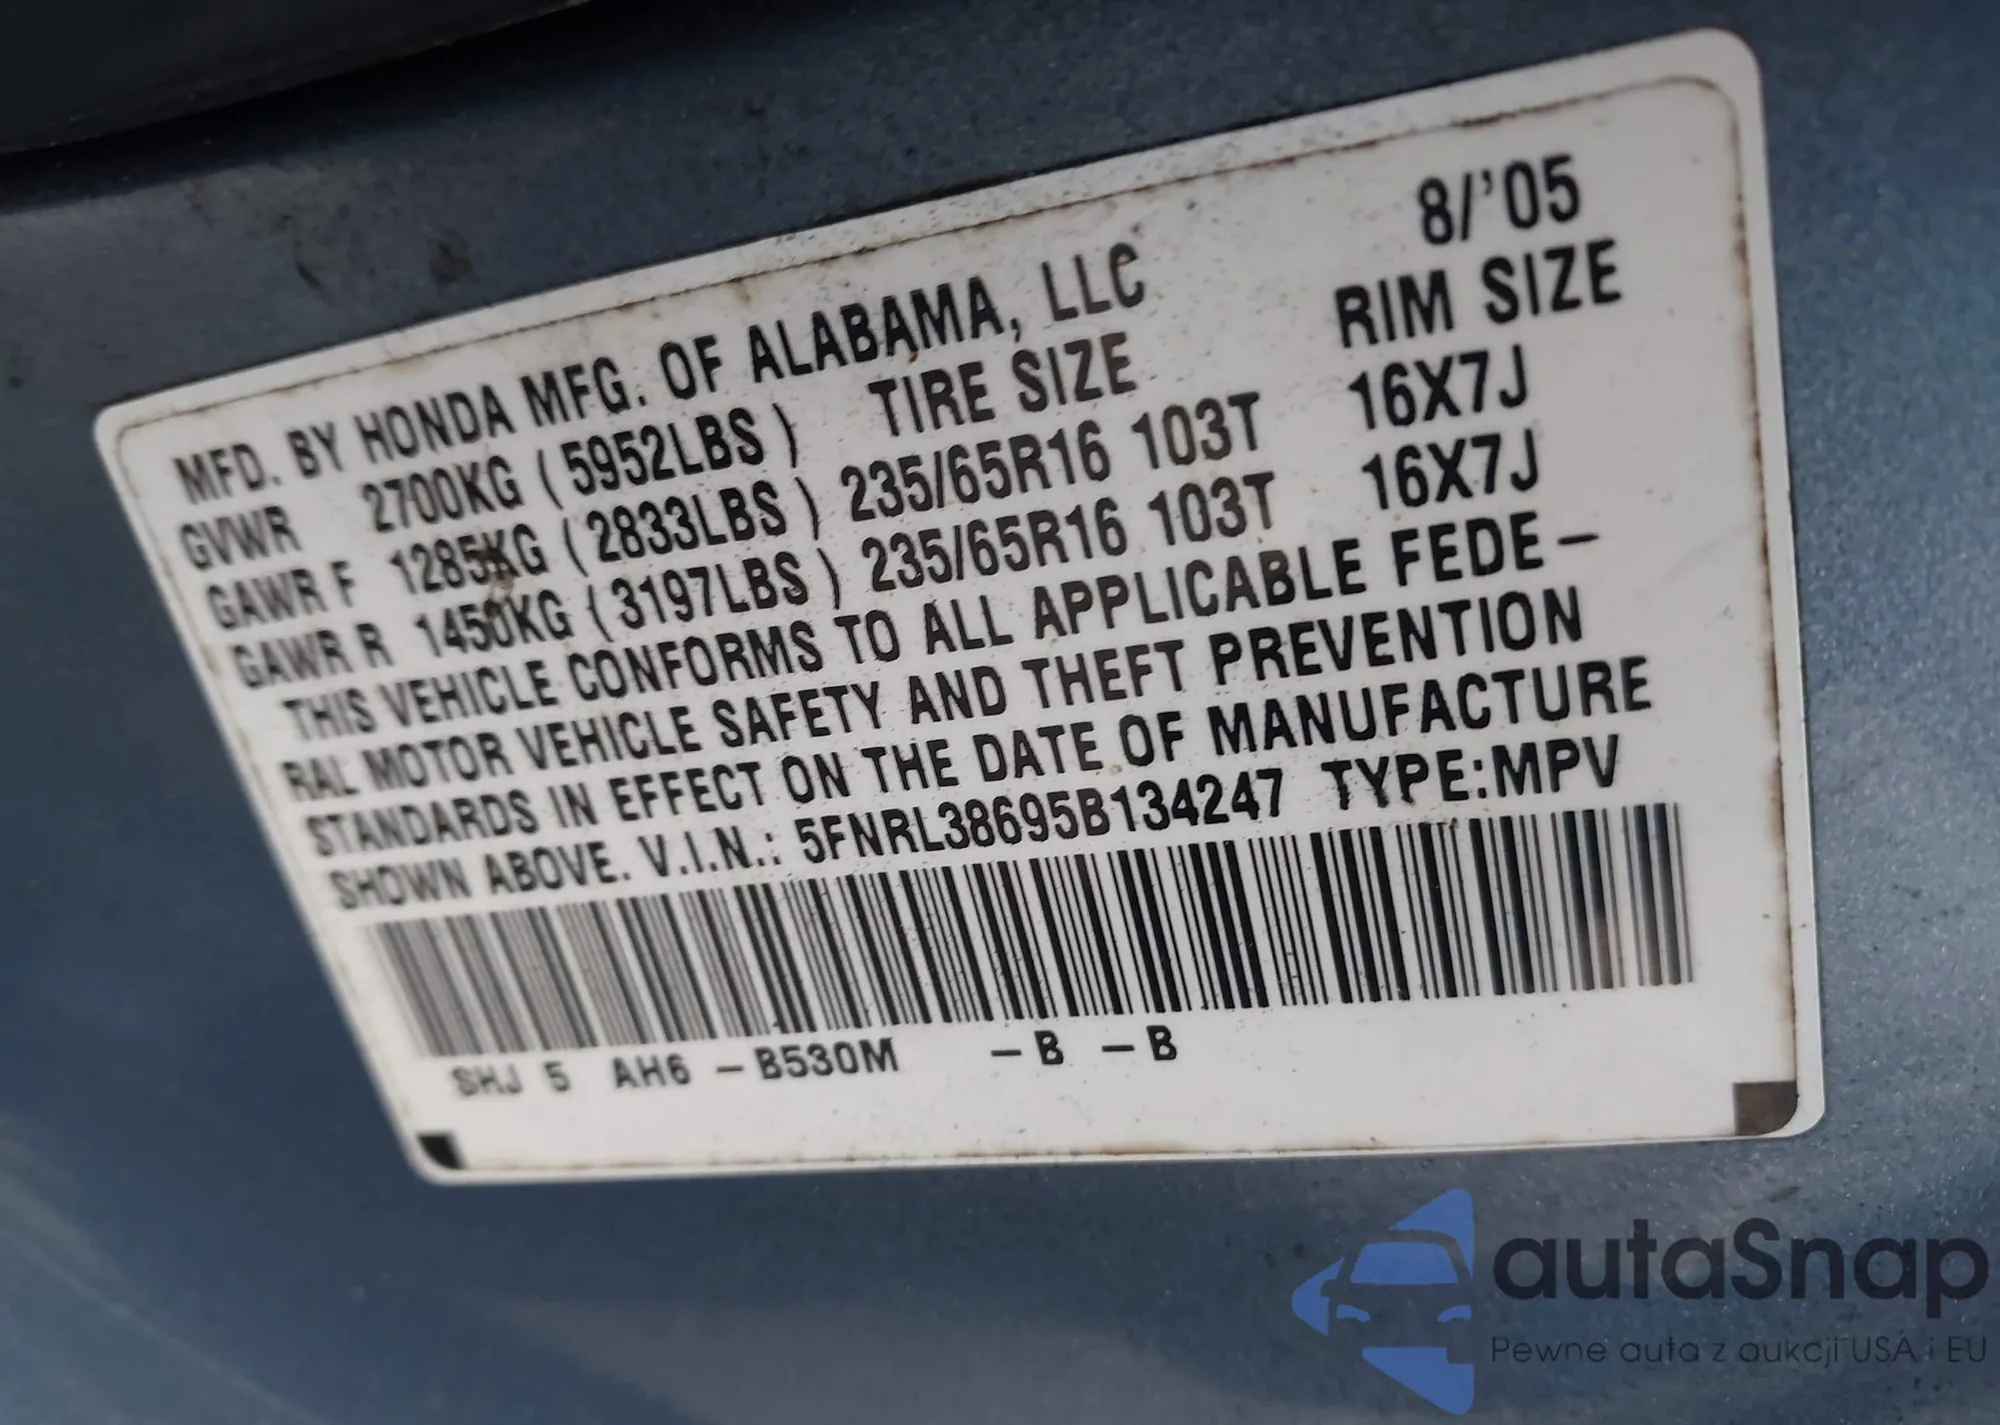 MFD. BY HONDA MFG. OF ALABAMA, LLC 8/'05
GVWR 2700KG ( 5952LBS ) TIRE SIZE RIM SIZE
GAWR F 1285KG ( 2833LBS ) 235/65R16 103T 16X7J
GAWR R 1450KG ( 3197LBS ) 235/65R16 103T 16X7J
THIS VEHICLE CONFORMS TO ALL APPLICABLE FEDE-
RAL MOTOR VEHICLE SAFETY AND THEFT PREVENTION
STANDARDS IN EFFECT ON THE DATE OF MANUFACTURE
SHOWN ABOVE. V.I.N.: 5FNRL38695B134247 TYPE:MPV
SHJ 5 AH6 -B530M -B -B
autaSnap
Pewne auta z aukcji USA i EU